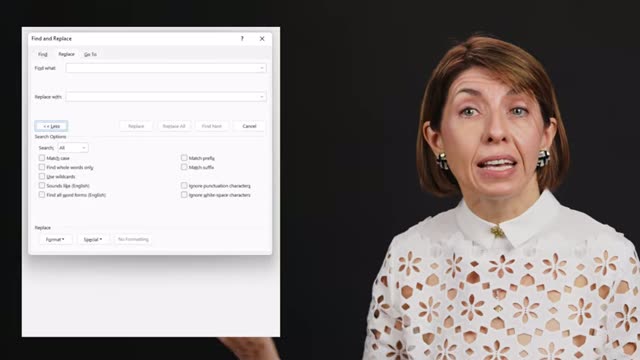 Find and Replace
? ×
Find Replace Go To
Find what:
Replace with:
<< Less Replace Replace All Find Next Cancel
Search Options
Search: All
Match case Match prefix
Find whole words only Match suffix
Use wildcards
Sounds like (English) Ignore punctuation characters
Find all word forms (English) Ignore white-space characters
Replace
Format Special No Formatting